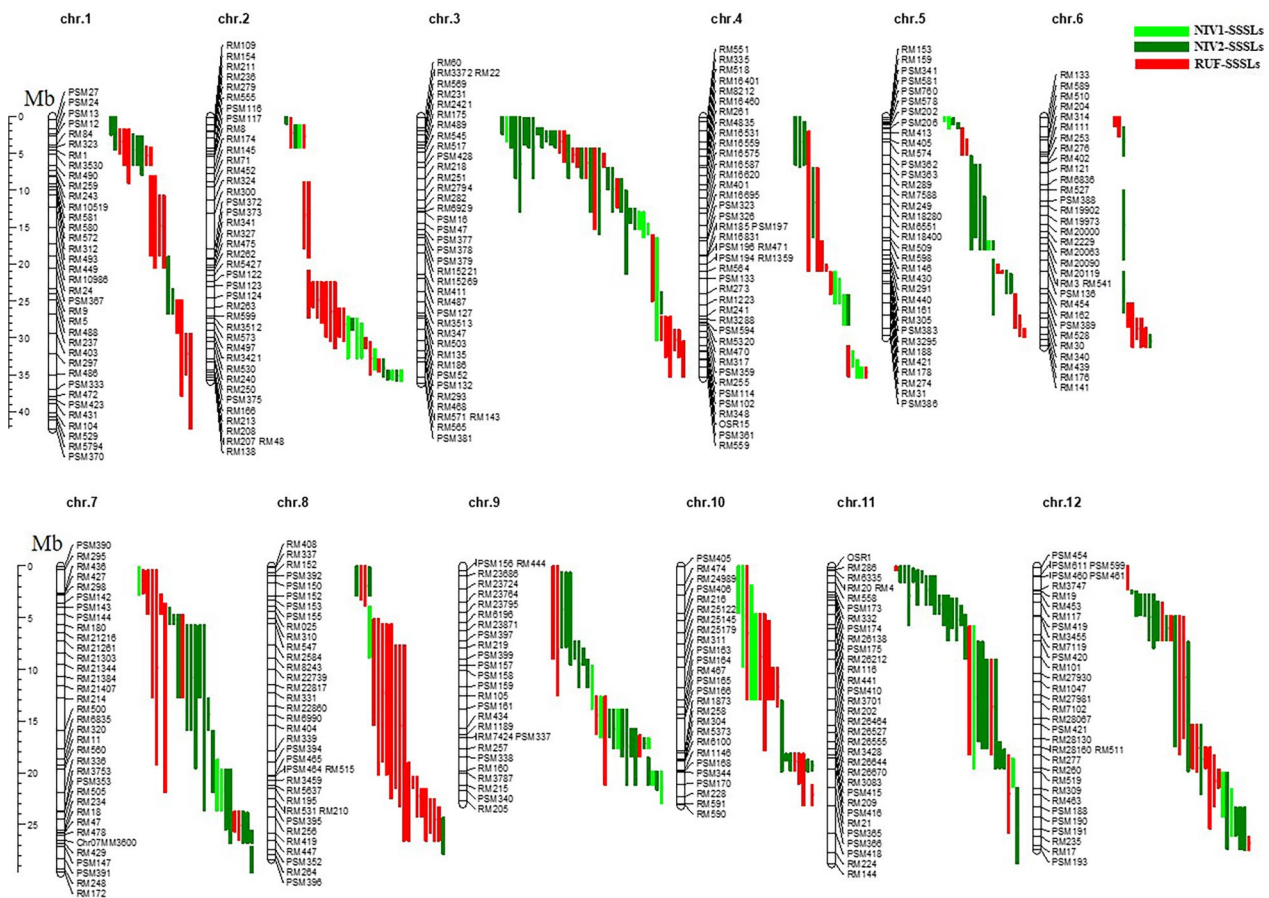 chr.1
chr.2
chr.3
chr.4
chr.5
chr.6
NIV1-SSSLs
NIV2-SSSLs
RUF-SSSLs
Mb
0
5
10
15
20
25
30
35
40
PSM27
PSM24
PSM13
PSM12
RM84
RM323
RM1
RM3530
RM490
RM259
RM243
RM10519
RM581
RM580
RM572
RM312
RM493
RM449
RM10986
RM24
PSM367
RM9
RM5
RM488
RM237
RM403
RM297
RM486
PSM333
RM472
PSM423
RM431
RM104
RM529
RM5794
PSM370
RM109
RM154
RM211
RM236
RM279
RM555
PSM116
PSM117
RM8
RM174
RM145
RM71
RM452
RM324
RM300
PSM372
PSM373
RM341
RM327
RM475
RM262
RM5427
PSM122
PSM123
PSM124
RM263
RM599
RM3512
RM573
RM497
RM3421
RM530
RM240
RM250
PSM375
RM166
RM213
RM208
RM207 RM48
RM138
RM60
RM3372 RM22
RM569
RM231
RM2421
RM175
RM489
RM545
RM517
PSM428
RM218
RM251
RM2794
RM282
RM6929
PSM16
RM47
PSM377
PSM378
PSM379
RM15221
RM15269
RM411
RM487
PSM127
RM3513
RM347
RM503
RM135
RM186
PSM52
PSM132
RM293
RM468
RM571 RM143
RM565
PSM381
RM551
RM335
RM518
RM16401
RM8212
RM16460
RM261
RM4835
RM16531
RM16559
RM16575
RM16587
RM16620
RM401
RM16695
PSM323
PSM326
RM185 PSM197
RM16831
PSM196 RM471
PSM194 RM1359
RM564
PSM133
RM273
RM1223
RM241
RM3288
PSM594
RM5320
RM470
RM317
PSM359
RM255
PSM114
PSM102
RM348
OSR15
PSM361
RM559
RM153
RM159
PSM341
PSM581
PSM760
PSM578
PSM202
PSM206
RM413
RM405
RM574
PSM362
PSM363
RM289
RM7588
RM249
RM18280
RM6551
RM18400
RM509
RM598
RM146
RM430
RM291
RM440
RM161
RM305
PSM383
RM3295
RM188
RM421
RM178
RM274
RM31
PSM386
RM133
RM589
RM510
RM204
RM314
RM111
RM253
RM276
RM402
RM121
RM6836
RM527
PSM388
RM19902
RM19973
RM20000
RM2229
RM20063
RM20090
RM20119
RM3 RM541
PSM136
RM454
RM162
PSM389
RM528
RM30
RM340
RM439
RM176
RM141
chr.7
chr.8
chr.9
chr.10
chr.11
chr.12
Mb
0
5
10
15
20
25
PSM390
RM295
RM436
RM427
RM298
PSM142
PSM143
PSM144
RM180
RM21216
RM21261
RM21303
RM21344
RM21384
RM21407
RM214
RM500
RM6835
RM320
RM11
RM560
RM336
RM3753
PSM353
RM505
RM234
RM18
RM47
RM478
Chr07MM3600
RM429
PSM147
PSM391
RM248
RM172
RM408
RM337
RM152
PSM392
PSM150
PSM152
PSM153
PSM155
RM025
RM310
RM547
RM2584
RM8243
RM22739
RM22817
RM331
RM22860
RM6990
RM404
RM339
PSM394
PSM465
PSM464 RM515
RM3459
RM5637
RM195
RM531 RM210
PSM395
RM256
RM419
RM447
PSM352
RM264
PSM396
PSM156 RM444
RM23686
RM23724
RM23764
RM23795
RM6196
RM23871
PSM397
RM219
PSM399
PSM157
PSM158
PSM159
RM105
PSM161
RM434
RM1189
RM7424 PSM337
RM257
PSM338
RM160
RM3787
RM215
PSM340
RM205
PSM405
RM474
RM24989
PSM406
RM216
RM25122
RM25145
RM25179
RM311
PSM163
PSM164
RM467
PSM165
PSM166
RM1873
RM258
RM304
RM5373
RM6100
RM1146
PSM168
PSM344
PSM170
RM228
RM591
RM590
OSR1
RM286
RM6335
RM20 RM4
RM558
PSM173
RM332
PSM174
RM26138
PSM175
RM26212
RM116
RM441
PSM410
RM3701
RM202
RM26464
RM26527
RM26555
RM3428
RM26644
RM26670
RM3083
PSM415
RM209
PSM416
RM21
PSM365
PSM366
PSM418
RM224
RM144
PSM454
PSM611 PSM599
PSM460 PSM461
RM3747
RM19
RM453
RM117
PSM419
RM3455
RM7119
PSM420
RM101
RM27930
RM1047
RM27981
RM7102
RM28067
PSM421
RM28130
RM28160 RM511
RM277
RM260
RM519
RM309
RM463
PSM188
PSM190
PSM191
RM235
RM17
PSM193